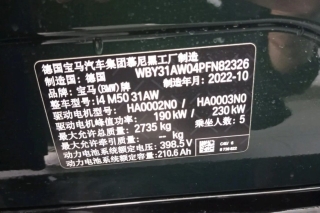 德国宝马汽车集团慕尼黑工厂制造
制造国：德国 WBY31AW04PFN82326
品牌：宝马(BMW)牌 制造年月：2022-10
整车型号：I4 M50 31AW
驱动电机型号：HA0002N0 / HA0003N0
驱动电机峰值功率：190 kW / 230 kW
最大允许总质量：2735 kg 乘坐人数：5
最大允许牵引质量：-- kg
动力电池系统额定电压：398.5V
动力电池系统额定容量：210.6Ah